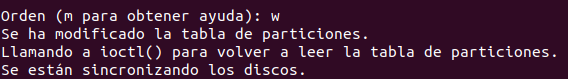 Orden (m para obtener ayuda): w
Se ha modificado la tabla de particiones.
Llamando a ioctl() para volver a leer la tabla de particiones.
Se están sincronizando los discos.